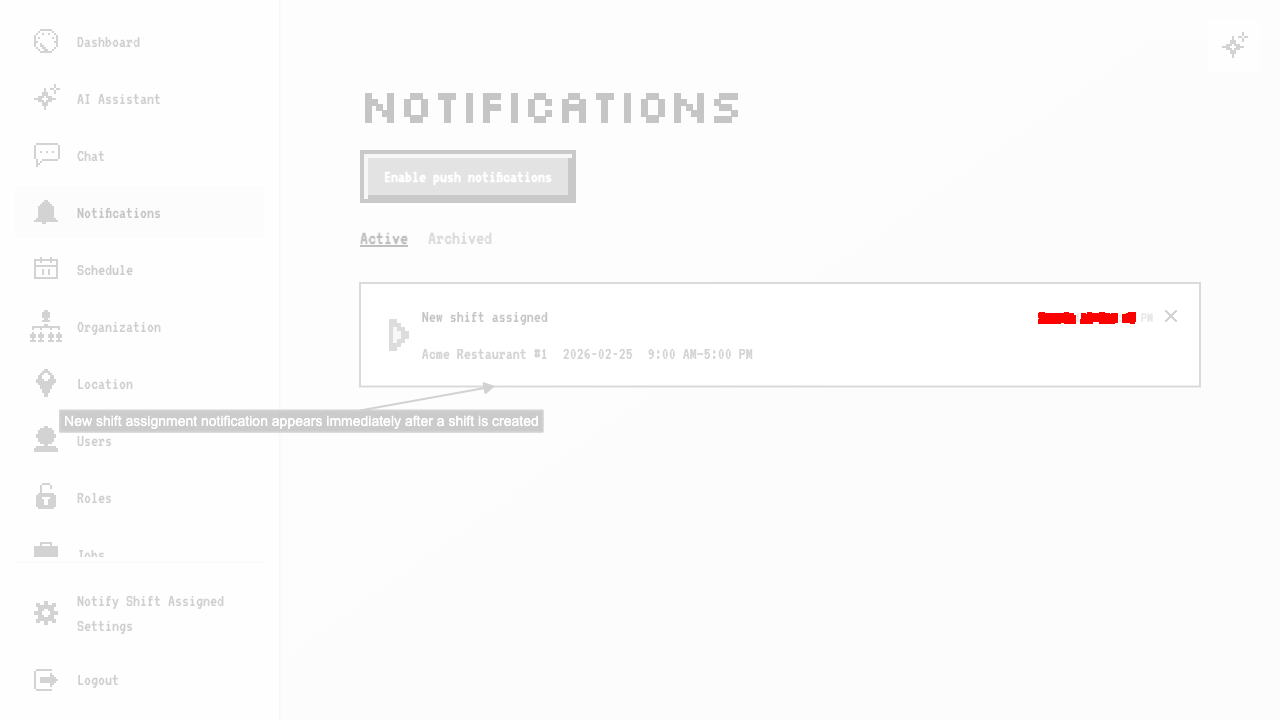 Dashboard
AI Assistant
Chat
Notifications
Schedule
Organization
Location
Users
Roles
Jobs
Notify Shift Assigned
Settings
Logout
NOTIFICATIONS
Enable push notifications
Active Archived
New shift assigned
PM
Acme Restaurant #1 2026-02-25 9:00 AM–5:00 PM
New shift assignment notification appears immediately after a shift is created